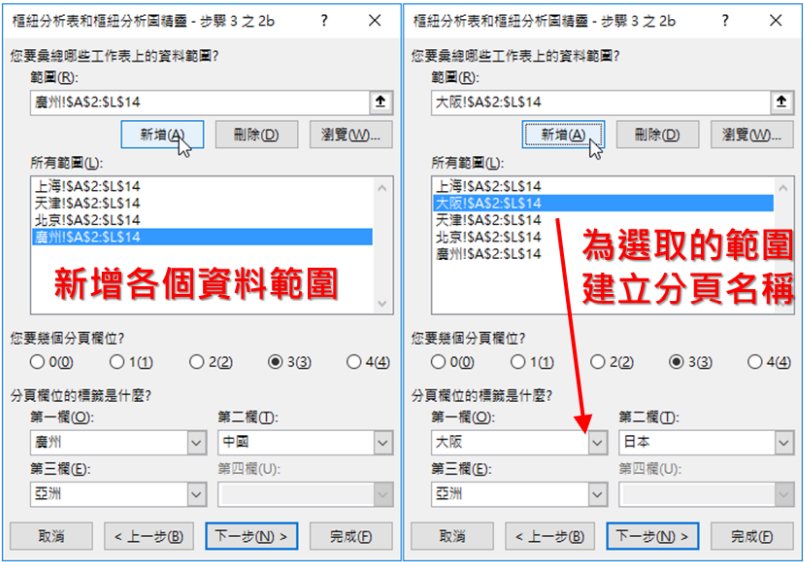 樞紐分析表和樞紐分析圖精靈 - 步驟 3 之 2b
?
您要彙總哪些工作表上的資料範圍?
範圍(R):
廣州!$A$2:$L$14
新增(A)
刪除(D)
瀏覽(W)...
所有範圍(L):
上海!$A$2:$L$14
天津!$A$2:$L$14
北京!$A$2:$L$14
廣州!$A$2:$L$14
新增各個資料範圍
您要幾個分頁欄位?
0(0) 1(1) 2(2) 3(3) 4(4)
分頁欄位的標籤是什麼?
第一欄(O): 第二欄(T):
廣州 中國
第三欄(E): 第四欄(U):
亞洲
取消 < 上一步(B) 下一步(N) > 完成(F)
樞紐分析表和樞紐分析圖精靈 - 步驟 3 之 2b
?
您要彙總哪些工作表上的資料範圍?
範圍(R):
大阪!$A$2:$L$14
新增(A)
刪除(D)
瀏覽(W)...
所有範圍(L):
上海!$A$2:$L$14
大阪!$A$2:$L$14
天津!$A$2:$L$14
北京!$A$2:$L$14
廣州!$A$2:$L$14
為選取的範圍
建立分頁名稱
您要幾個分頁欄位?
0(0) 1(1) 2(2) 3(3) 4(4)
分頁欄位的標籤是什麼?
第一欄(O): 第二欄(T):
大阪 日本
第三欄(E): 第四欄(U):
亞洲
取消 < 上一步(B) 下一步(N) > 完成(F)